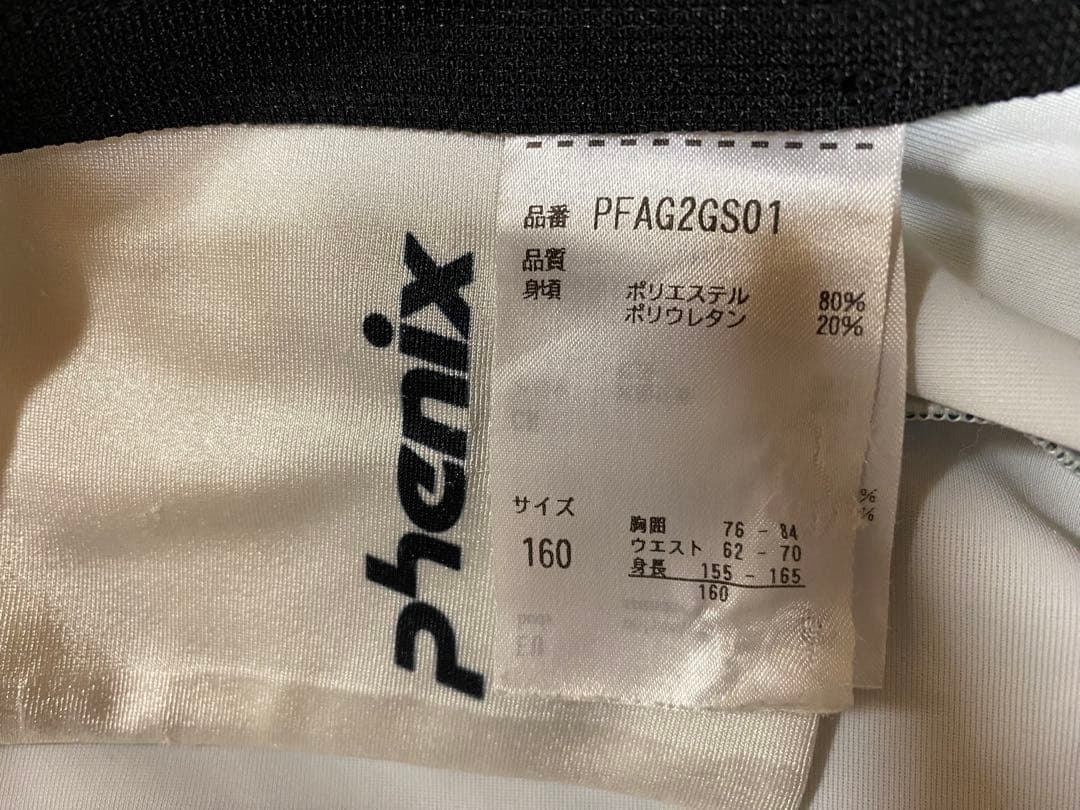 phenix
品番 PFAG2GS01
品質
身頃 ポリエステル 80%
ポリウレタン 20%
サイズ
160
胸囲 76 - 84
ウエスト 62 - 70
身長 155 - 165
160
%
%